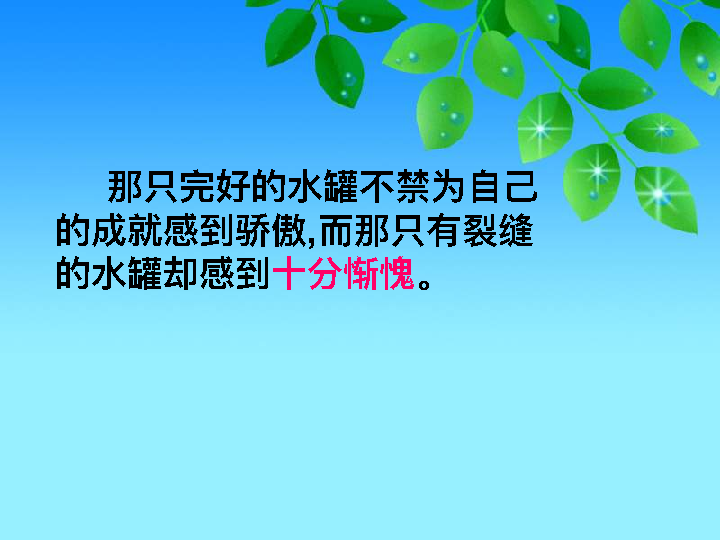 那只完好的水罐不禁为自己
的成就感到骄傲,而那只有裂缝
的水罐却感到十分惭愧。